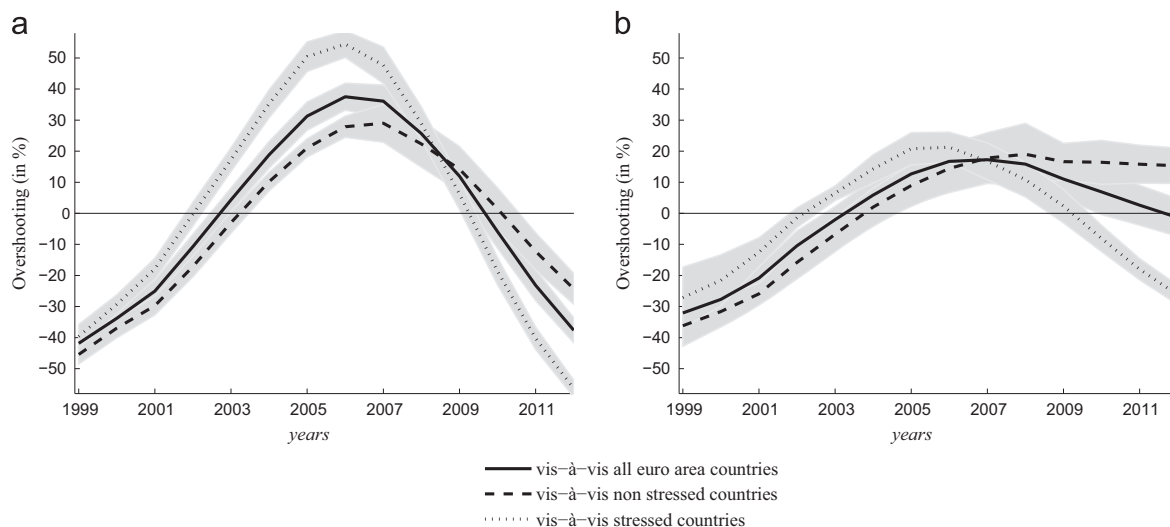 a
50
40
30
20
10
0
−10
−20
−30
−40
−50
Overshooting (in %)
1999 2001 2003 2005 2007 2009 2011
years
b
50
40
30
20
10
0
−10
−20
−30
−40
−50
Overshooting (in %)
1999 2001 2003 2005 2007 2009 2011
years
vis−à−vis all euro area countries
vis−à−vis non stressed countries
vis−à−vis stressed countries